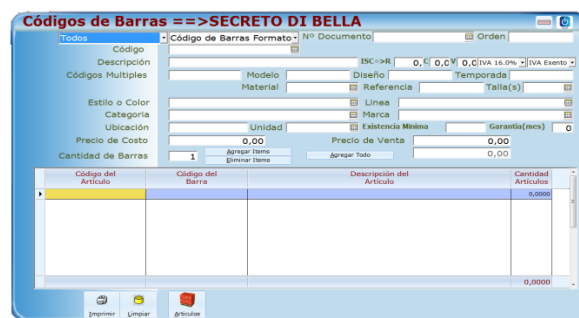 Códigos de Barras ==>SECRETO DI BELLA
Todos Código de Barras Formato Nº Documento Orden
Código
Descripción ISC=>R 0, C 0,0 V 0,0 IVA 16.0% IVA Exento
Códigos Multiples Modelo Diseño Temporada
Material Referencia Talla(s)
Estilo o Color Linea
Categoria Marca
Ubicación Unidad Existencia Minima Garantia(mes) 0
Precio de Costo 0,00 Precio de Venta 0,00
Cantidad de Barras 1 Agregar Items Agregar Todo 0,00
Eliminar Items
Código del Artículo Código del Barra Descripción del Artículo Cantidad Artículos
0,0000
0,0000
Imprimir Limpiar Articulos